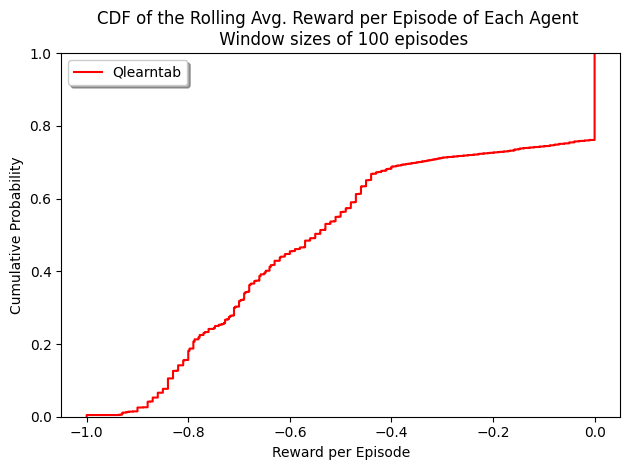 CDF of the Rolling Avg. Reward per Episode of Each Agent
Window sizes of 100 episodes
Qlearntab
1.0
0.8
0.6
0.4
0.2
0.0
Cumulative Probability
−1.0 −0.8 −0.6 −0.4 −0.2 0.0
Reward per Episode